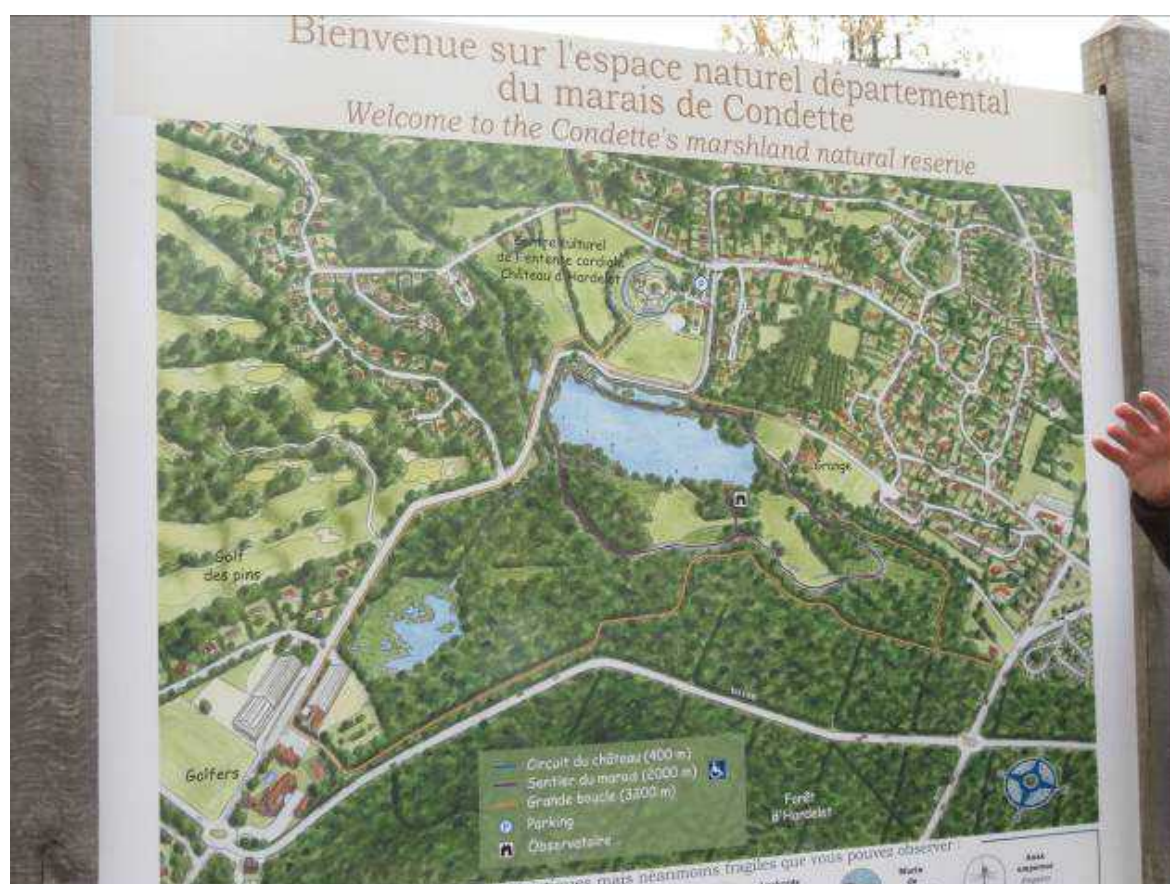 Bienvenue sur l'espace naturel départemental
du marais de Condette
Welcome to the Condette's marshland natural reserve
Centre culturel
de l'entente cordiale
Château d'Hardelot
Grange
Golf
des pins
Golfers
Circuit du château (400 m)
Sentier du marais (2000 m)
Grande boucle (3300 m)
P Parking
Observatoire
Forêt
d'Hardelot
mais néanmoins fragiles que vous pouvez observer :